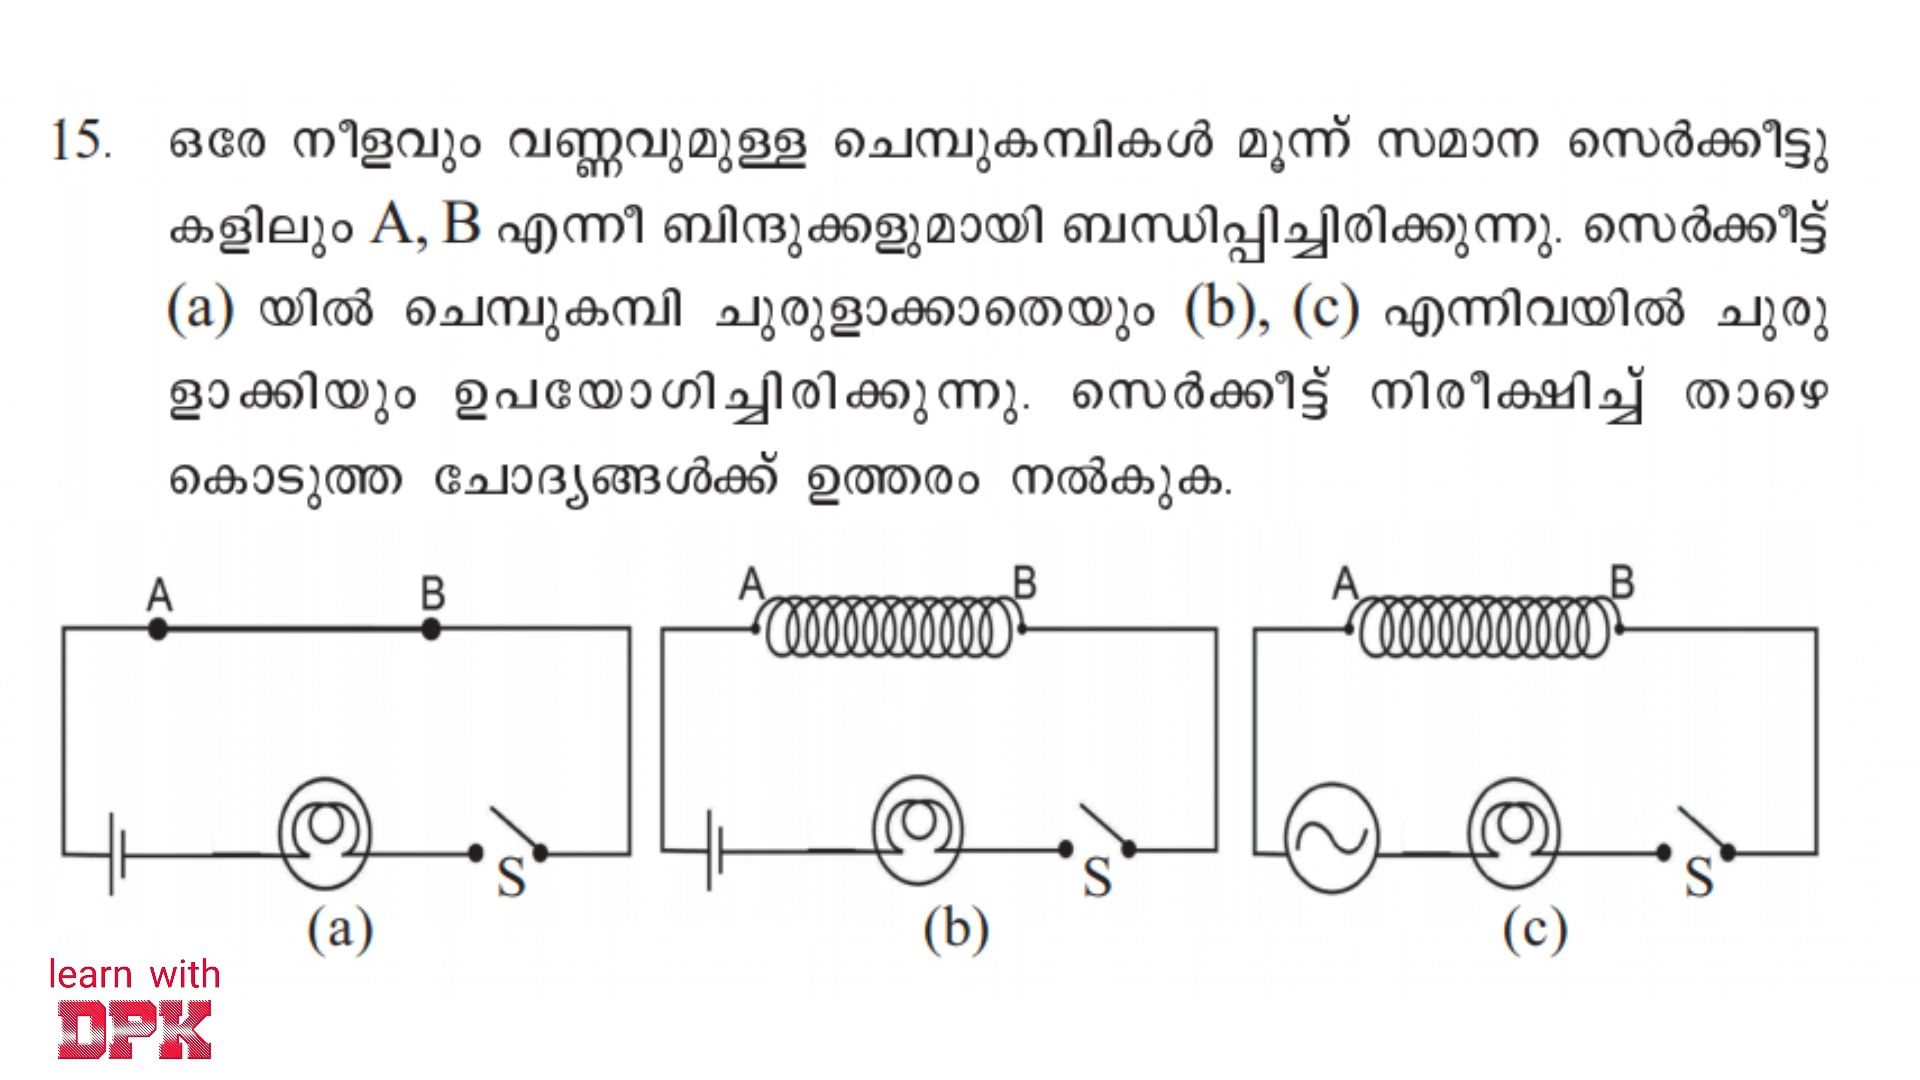 15. ഒരേ നീളവും വണ്ണവുമുള്ള ചെമ്പുകമ്പികൾ മൂന്ന് സമാന സെർക്കീട്ടു
കളിലും A, B എന്നീ ബിന്ദുക്കളുമായി ബന്ധിപ്പിച്ചിരിക്കുന്നു. സെർക്കീട്ട്
(a) യിൽ ചെമ്പുകമ്പി ചുരുളാക്കാതെയും (b), (c) എന്നിവയിൽ ചുരു
ളാക്കിയും ഉപയോഗിച്ചിരിക്കുന്നു. സെർക്കീട്ട് നിരീക്ഷിച്ച് താഴെ
കൊടുത്ത ചോദ്യങ്ങൾക്ക് ഉത്തരം നൽകുക.
A B A B A B
S S S
(a) (b) (c)
learn with
DPK